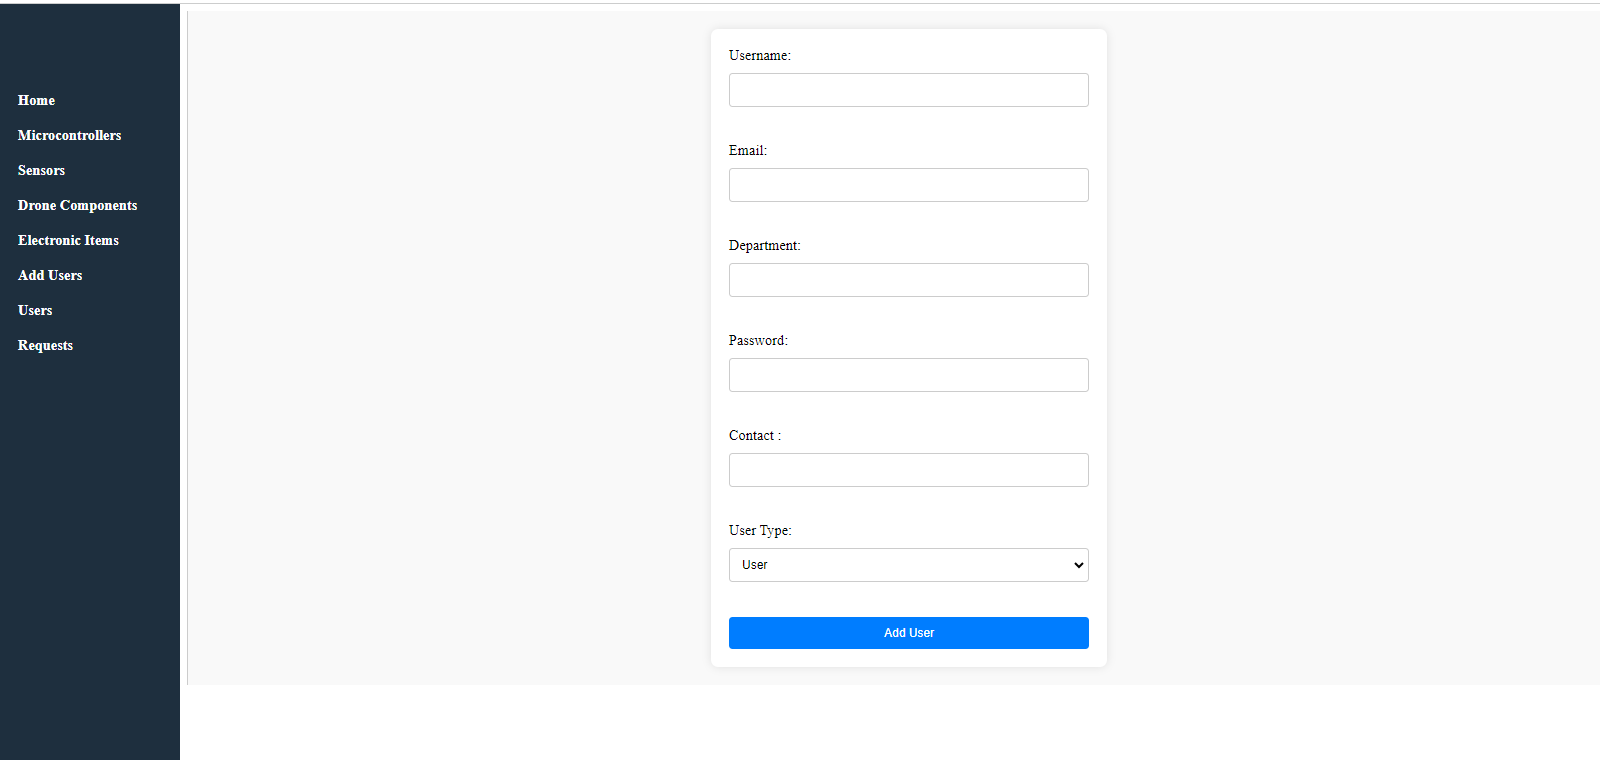 Home
Microcontrollers
Sensors
Drone Components
Electronic Items
Add Users
Users
Requests
Username:
Email:
Department:
Password:
Contact :
User Type:
User
Add User